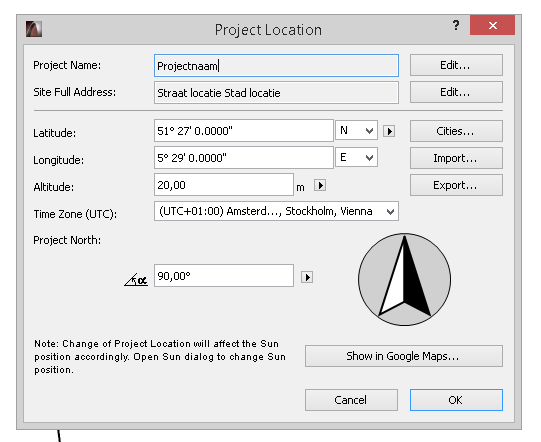 Project Location
?
Project Name:
Projectnaam
Edit...
Site Full Address:
Straat locatie Stad locatie
Edit...
Latitude:
51° 27' 0.0000"
N
Cities...
Longitude:
5° 29' 0.0000"
E
Import...
Altitude:
20,00
m
Export...
Time Zone (UTC):
(UTC+01:00) Amsterd..., Stockholm, Vienna
Project North:
α
90,00°
Note: Change of Project Location will affect the Sun
position accordingly. Open Sun dialog to change Sun
position.
Show in Google Maps...
Cancel
OK